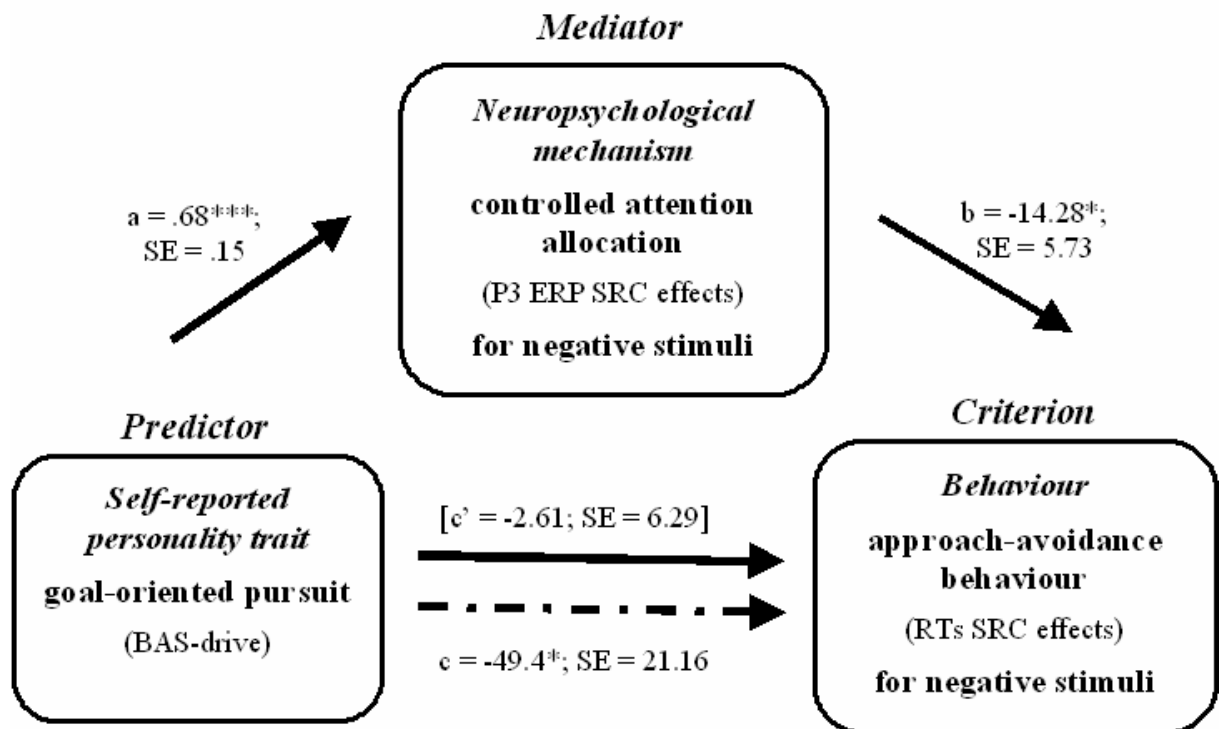 Mediator
Neuropsychological
mechanism
controlled attention
allocation
(P3 ERP SRC effects)
for negative stimuli
a = .68***;
SE = .15
b = -14.28*;
SE = 5.73
Predictor
Self-reported
personality trait
goal-oriented pursuit
(BAS-drive)
[c’ = -2.61; SE = 6.29]
c = -49.4*; SE = 21.16
Criterion
Behaviour
approach-avoidance
behaviour
(RTs SRC effects)
for negative stimuli